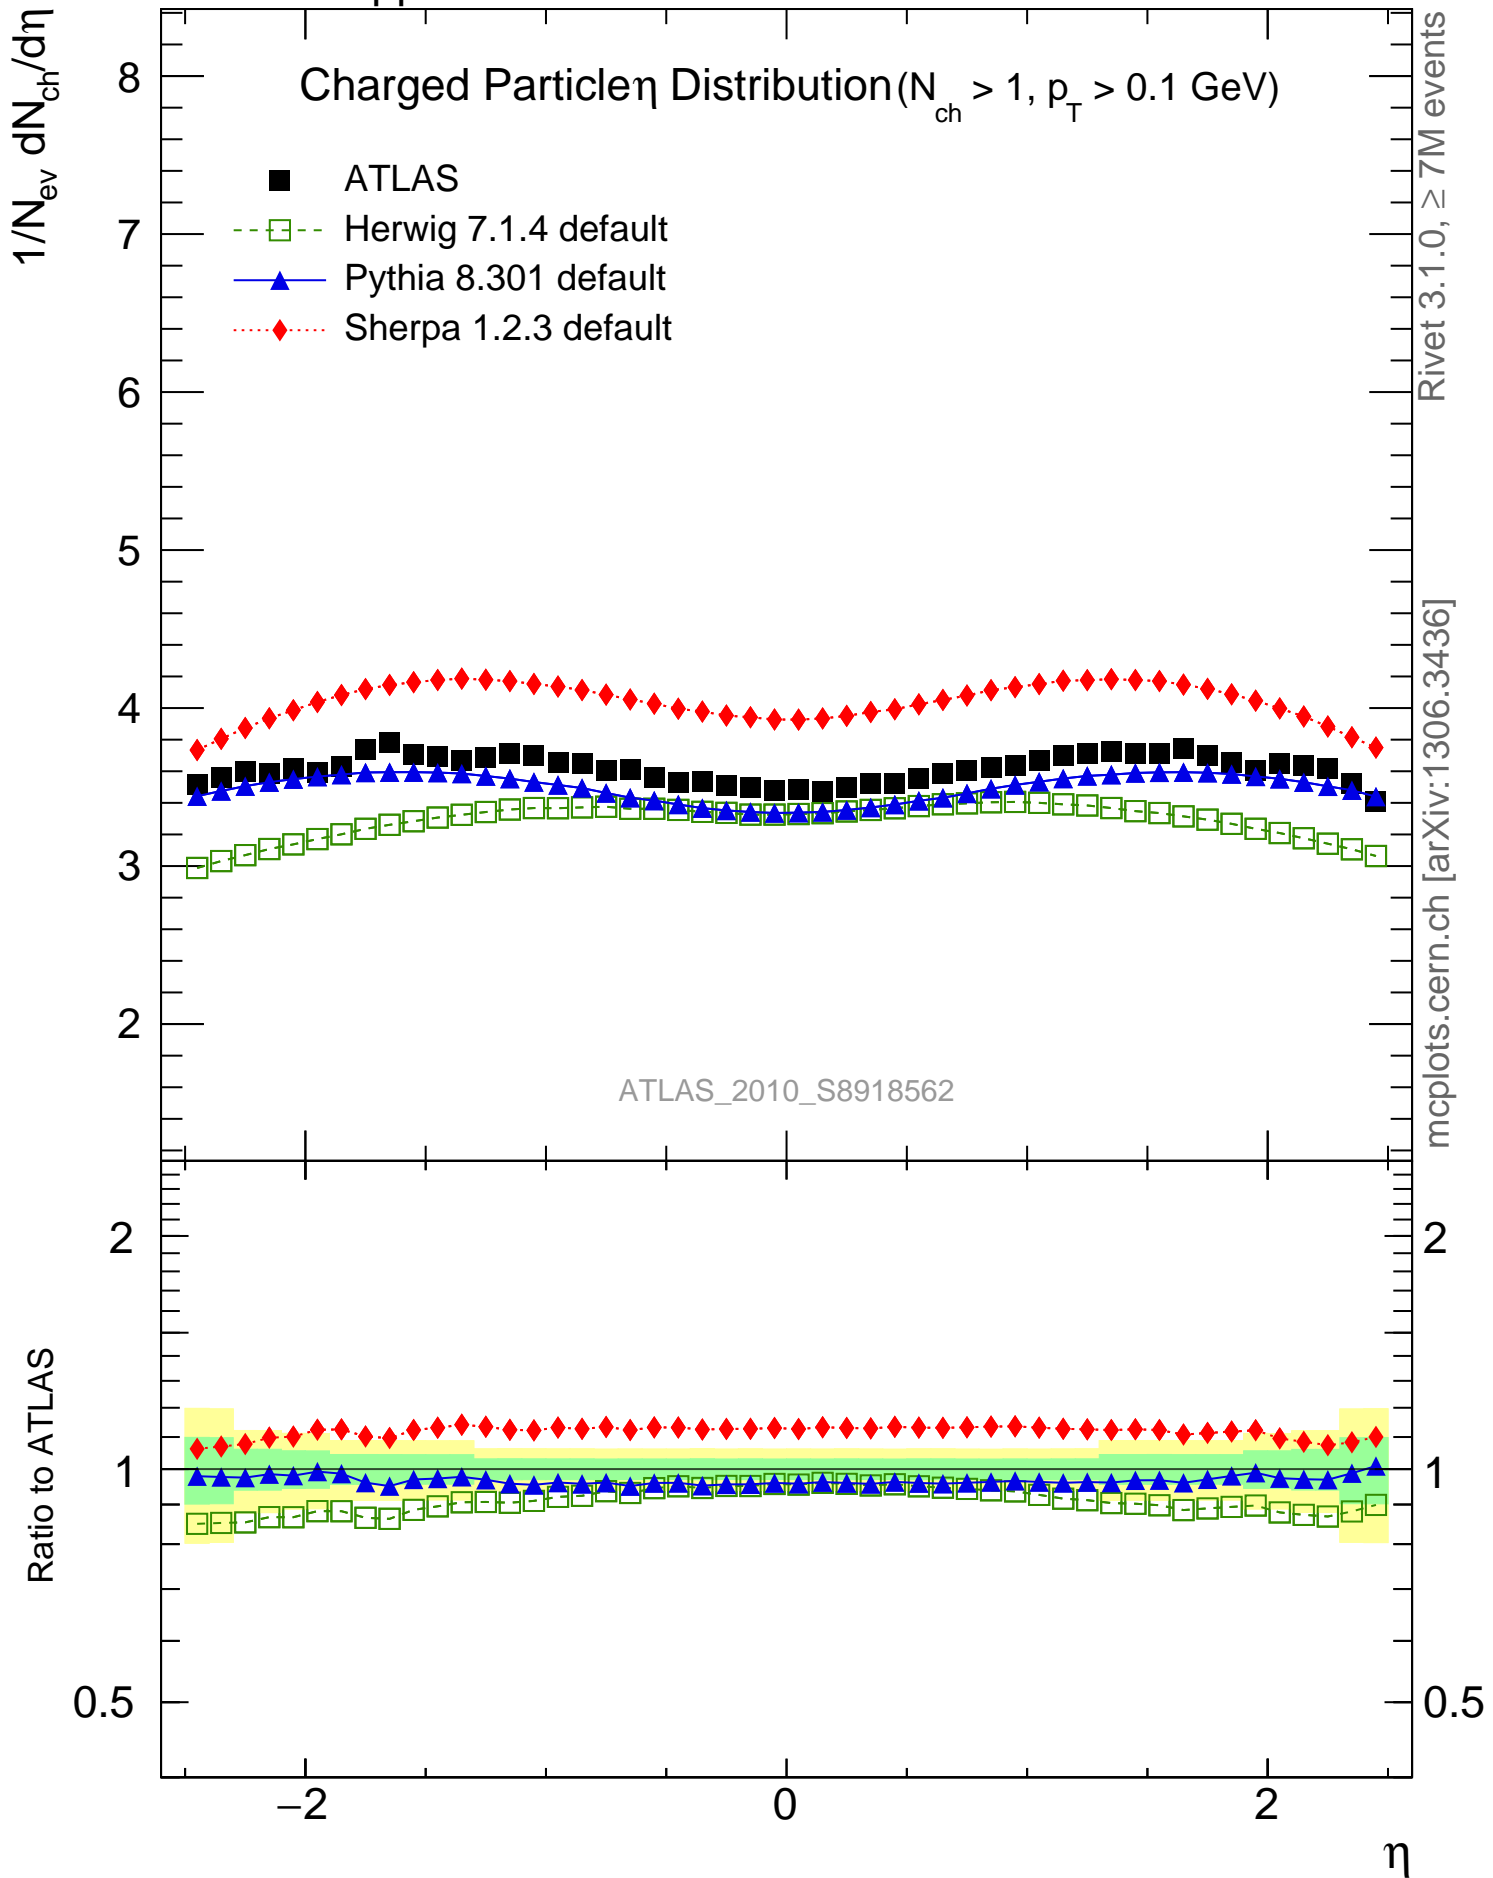 Charged Particle η Distribution (N_ch > 1, p_T > 0.1 GeV)
1/N_ev dN_ch/dη
ATLAS
Herwig 7.1.4 default
Pythia 8.301 default
Sherpa 1.2.3 default
8
7
6
5
4
3
2
ATLAS_2010_S8918562
Rivet 3.1.0, ≥ 7M events
mcplots.cern.ch [arXiv:1306.3436]
Ratio to ATLAS
2
1
0.5
2
1
0.5
−2
0
2
η